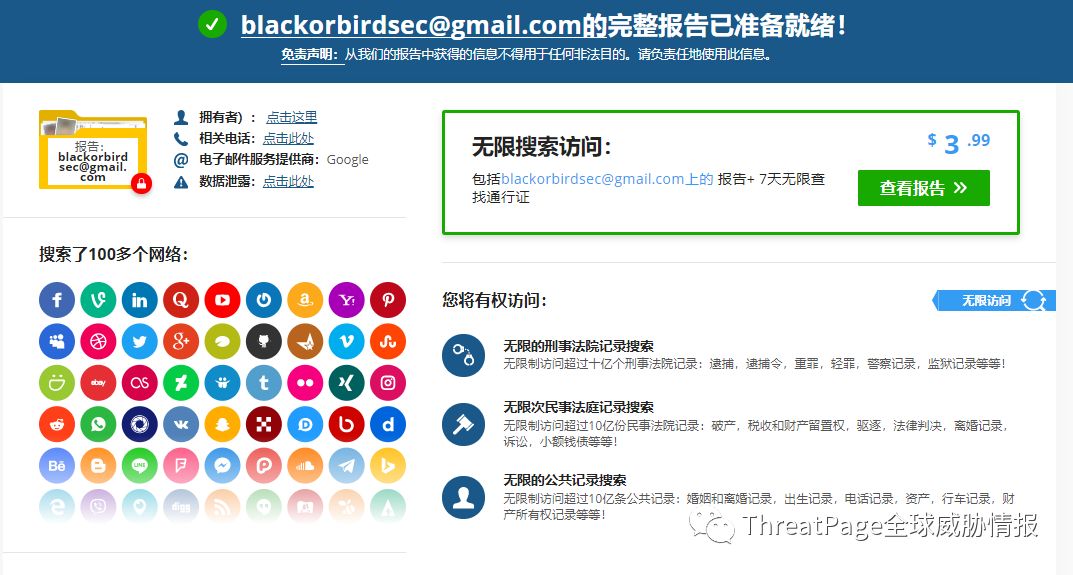 blackorbirdsec@gmail.com的完整报告已准备就绪！
免责声明：从我们的报告中获得的信息不得用于任何非法目的。请负责任地使用此信息。
报告：
blackorbird
sec@gmail.
com
拥有者）：点击这里
相关电话：点击此处
电子邮件服务提供商：Google
数据泄露：点击此处
搜索了100多个网络：
无限搜索访问：
$ 3 .99
包括blackorbirdsec@gmail.com上的 报告+ 7天无限查
找通行证
查看报告 »
您将有权访问：
无限访问
无限的刑事法院记录搜索
无限制访问超过十亿个刑事法院记录：逮捕，逮捕令，重罪，轻罪，警察记录，监狱记录等等！
无限次民事法庭记录搜索
无限制访问超过10亿份民事法院记录：破产，税收和财产留置权，驱逐，法律判决，离婚记录，
诉讼，小额钱债等等！
无限的公共记录搜索
无限制访问超过10亿条公共记录：婚姻和离婚记录，出生记录，电话记录，资产，行车记录，财
产所有权记录等等！
ThreatPage全球威胁情报